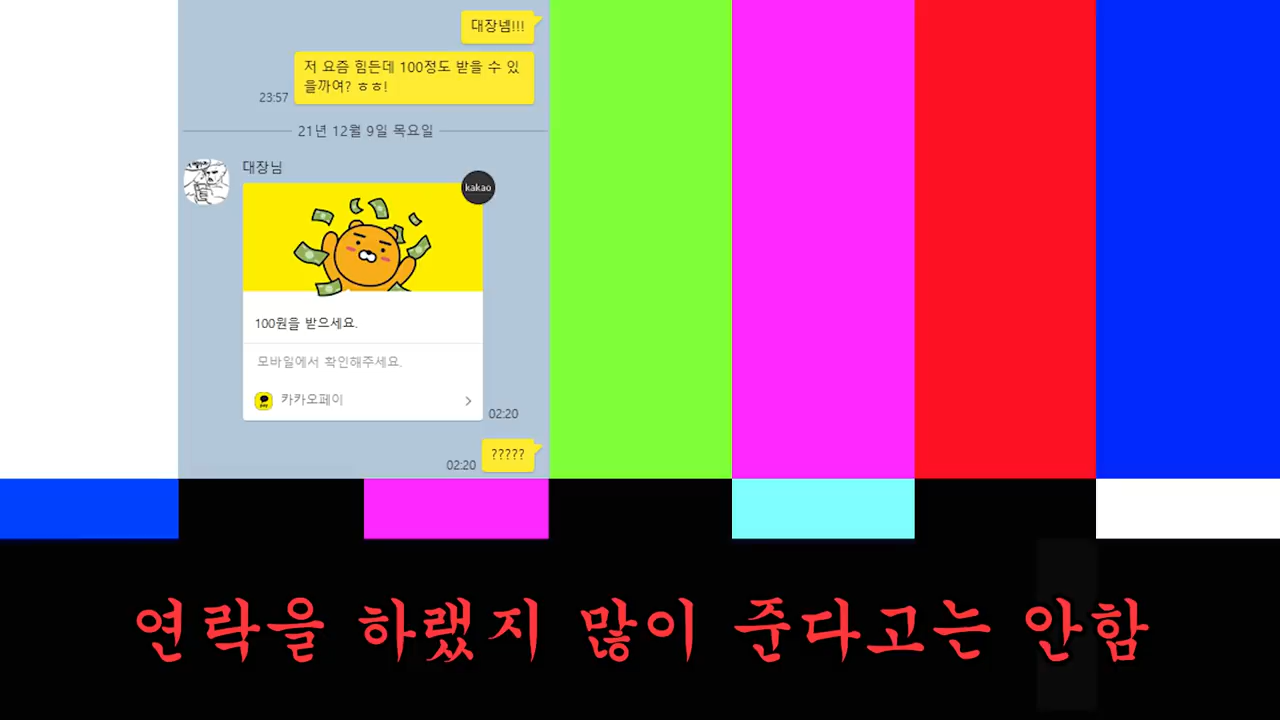 대장넴!!!
저 요즘 힘든데 100정도 받을 수 있
을까여? ㅎㅎ!
23:57
21년 12월 9일 목요일
대장님
kakao
100원을 받으세요.
모바일에서 확인해주세요.
pay 카카오페이
02:20
?????
02:20
연락을 하랬지 많이 준다고는 안함